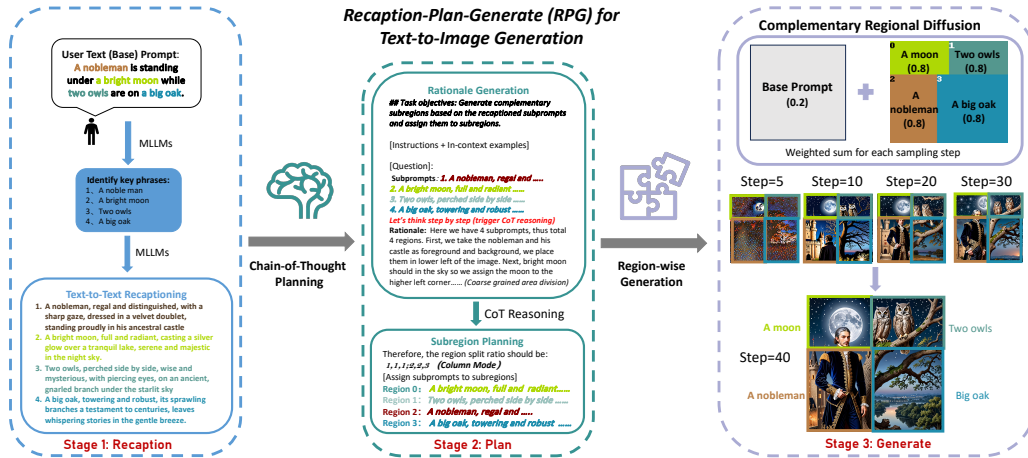 Recaption-Plan-Generate (RPG) for
Text-to-Image Generation
User Text (Base) Prompt:
A nobleman is standing
under a bright moon while
two owls are on a big oak.
MLLMs
Identify key phrases:
1、 A noble man
2、 A bright moon
3、 Two owls
4、 A big oak
MLLMs
Text-to-Text Recaptioning
1. A nobleman, regal and distinguished, with a
sharp gaze, dressed in a velvet doublet,
standing proudly in his ancestral castle
2. A bright moon, full and radiant, casting a silver
glow over a tranquil lake, serene and majestic
in the night sky.
3. Two owls, perched side by side, wise and
mysterious, with piercing eyes, on an ancient,
gnarled branch under the starlit sky
4. A big oak, towering and robust, its sprawling
branches a testament to centuries, leaves
whispering stories in the gentle breeze.
Stage 1: Recaption
Chain-of-Thought
Planning
Rationale Generation
## Task objectives: Generate complementary
subregions based on the recaptioned subprompts
and assign them to subregions.
[Instructions + In-context examples]
[Question]:
Subprompts: 1. A nobleman, regal and .....
2. A bright moon, full and radiant ......
3. Two owls, perched side by side ......
4. A big oak, towering and robust ......
Let's think step by step (trigger CoT reasoning)
Rationale: Here we have 4 subprompts, thus total
4 regions. First, we take the nobleman and his
castle as foreground and background, we place
them in lower left of the image. Next, bright moon
should in the sky so we assign the moon to the
higher left corner...... (Coarse grained area division)
CoT Reasoning
Subregion Planning
Therefore, the region split ratio should be:
1,1,1;2,2,3 (Column Mode)
[Assign subprompts to subregions]
Region 0: A bright moon, full and radiant......
Region 1: Two owls, perched side by side ......
Region 2: A nobleman, regal and .....
Region 3: A big oak, towering and robust ......
Stage 2: Plan
Region-wise
Generation
Complementary Regional Diffusion
Base Prompt
(0.2)
0
A moon
(0.8)
1
Two owls
(0.8)
2
A
nobleman
(0.8)
3
A big oak
(0.8)
Weighted sum for each sampling step
Step=5
Step=10
Step=20
Step=30
A moon
Two owls
Step=40
A nobleman
Big oak
Stage 3: Generate